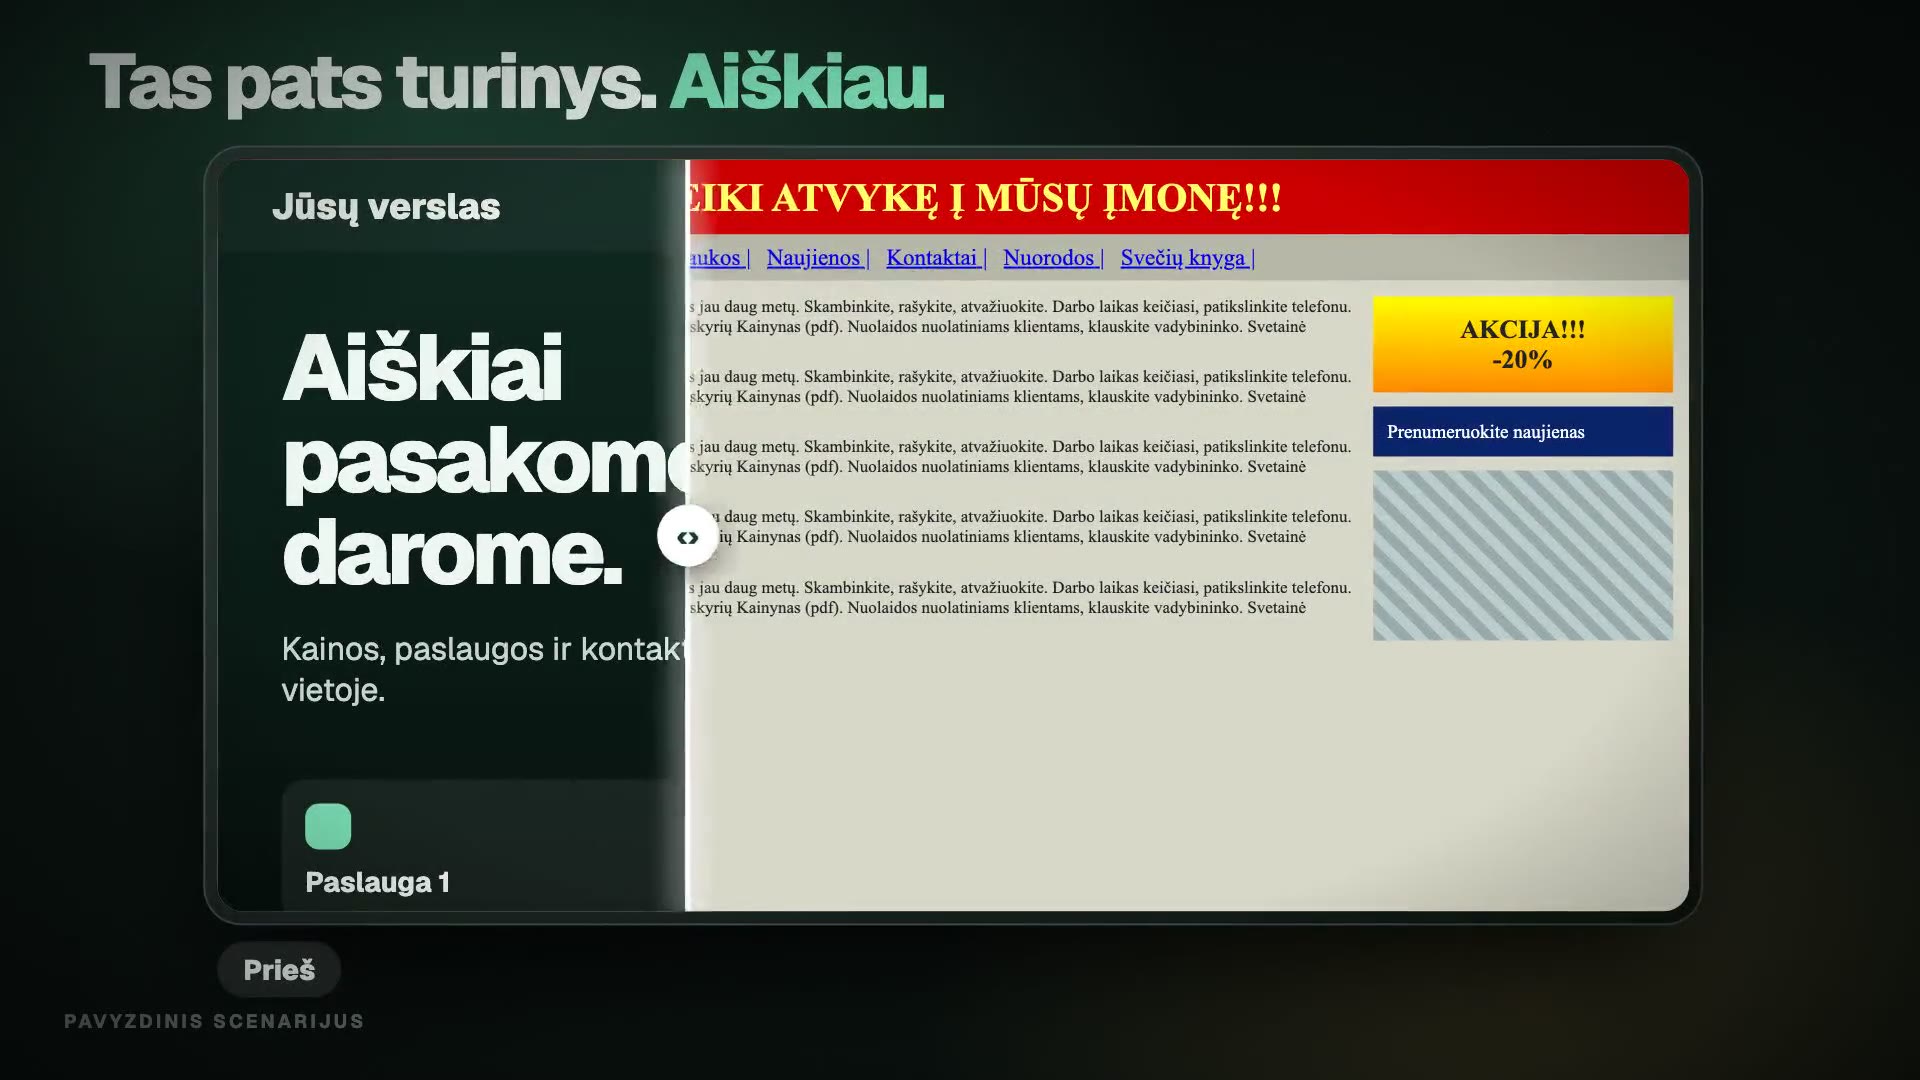 Tas pats turinys. Aiškiau.
Jūsų verslas
Aiškiai
darome.
Kainos, paslaugos ir
vietoje.
Paslauga 1
ATVYKĘ Į MŪSŲ ĮMONĘ!!!
| Naujienos | Kontaktai | Nuorodos | Svečių knyga |
jau daug metų. Skambinkite, rašykite, atvažiuokite. Darbo laikas keičiasi, patikslinkite telefonu.
skyrių Kainynas (pdf). Nuolaidos nuolatiniams klientams, klauskite vadybininko. Svetainė
jau daug metų. Skambinkite, rašykite, atvažiuokite. Darbo laikas keičiasi, patikslinkite telefonu.
skyrių Kainynas (pdf). Nuolaidos nuolatiniams klientams, klauskite vadybininko. Svetainė
jau daug metų. Skambinkite, rašykite, atvažiuokite. Darbo laikas keičiasi, patikslinkite telefonu.
skyrių Kainynas (pdf). Nuolaidos nuolatiniams klientams, klauskite vadybininko. Svetainė
daug metų. Skambinkite, rašykite, atvažiuokite. Darbo laikas keičiasi, patikslinkite telefonu.
Kainynas (pdf). Nuolaidos nuolatiniams klientams, klauskite vadybininko. Svetainė
jau daug metų. Skambinkite, rašykite, atvažiuokite. Darbo laikas keičiasi, patikslinkite telefonu.
skyrių Kainynas (pdf). Nuolaidos nuolatiniams klientams, klauskite vadybininko. Svetainė
AKCIJA!!!
-20%
Prenumeruokite naujienas
Prieš
PAVYZDINIS SCENARIJUS